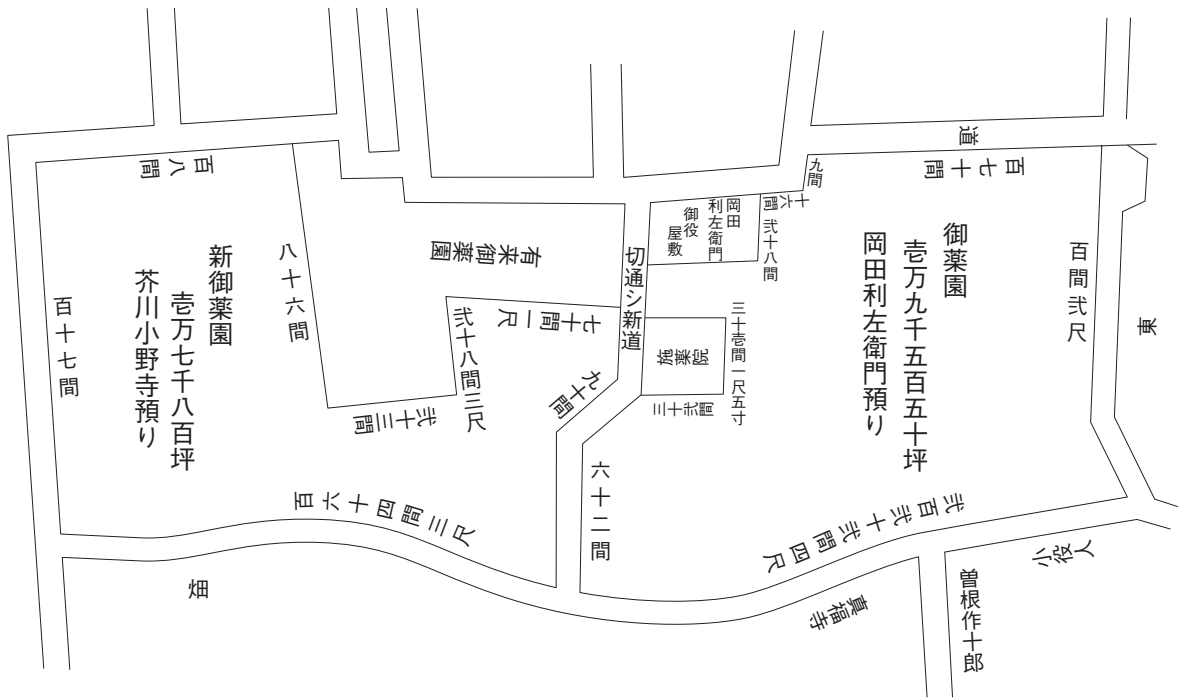 東
道
百七十間
百間弐尺
御薬園
壱万九千五百五十坪
岡田利左衛門預り
弐百弐十弐間四尺
小役人
曽根作十郎
真福寺
九間
十六間
弐十八間
岡田
利左衛門
御役
屋敷
切通シ新道
三十壱間一尺五寸
施薬院
三十弐間
六十二間
九十間
七十間一尺
有来御薬園
弐十八間三尺
弐十三間
八十六間
百八間
新御薬園
壱万七千八百坪
芥川小野寺預り
百十七間
百六十四間三尺
畑